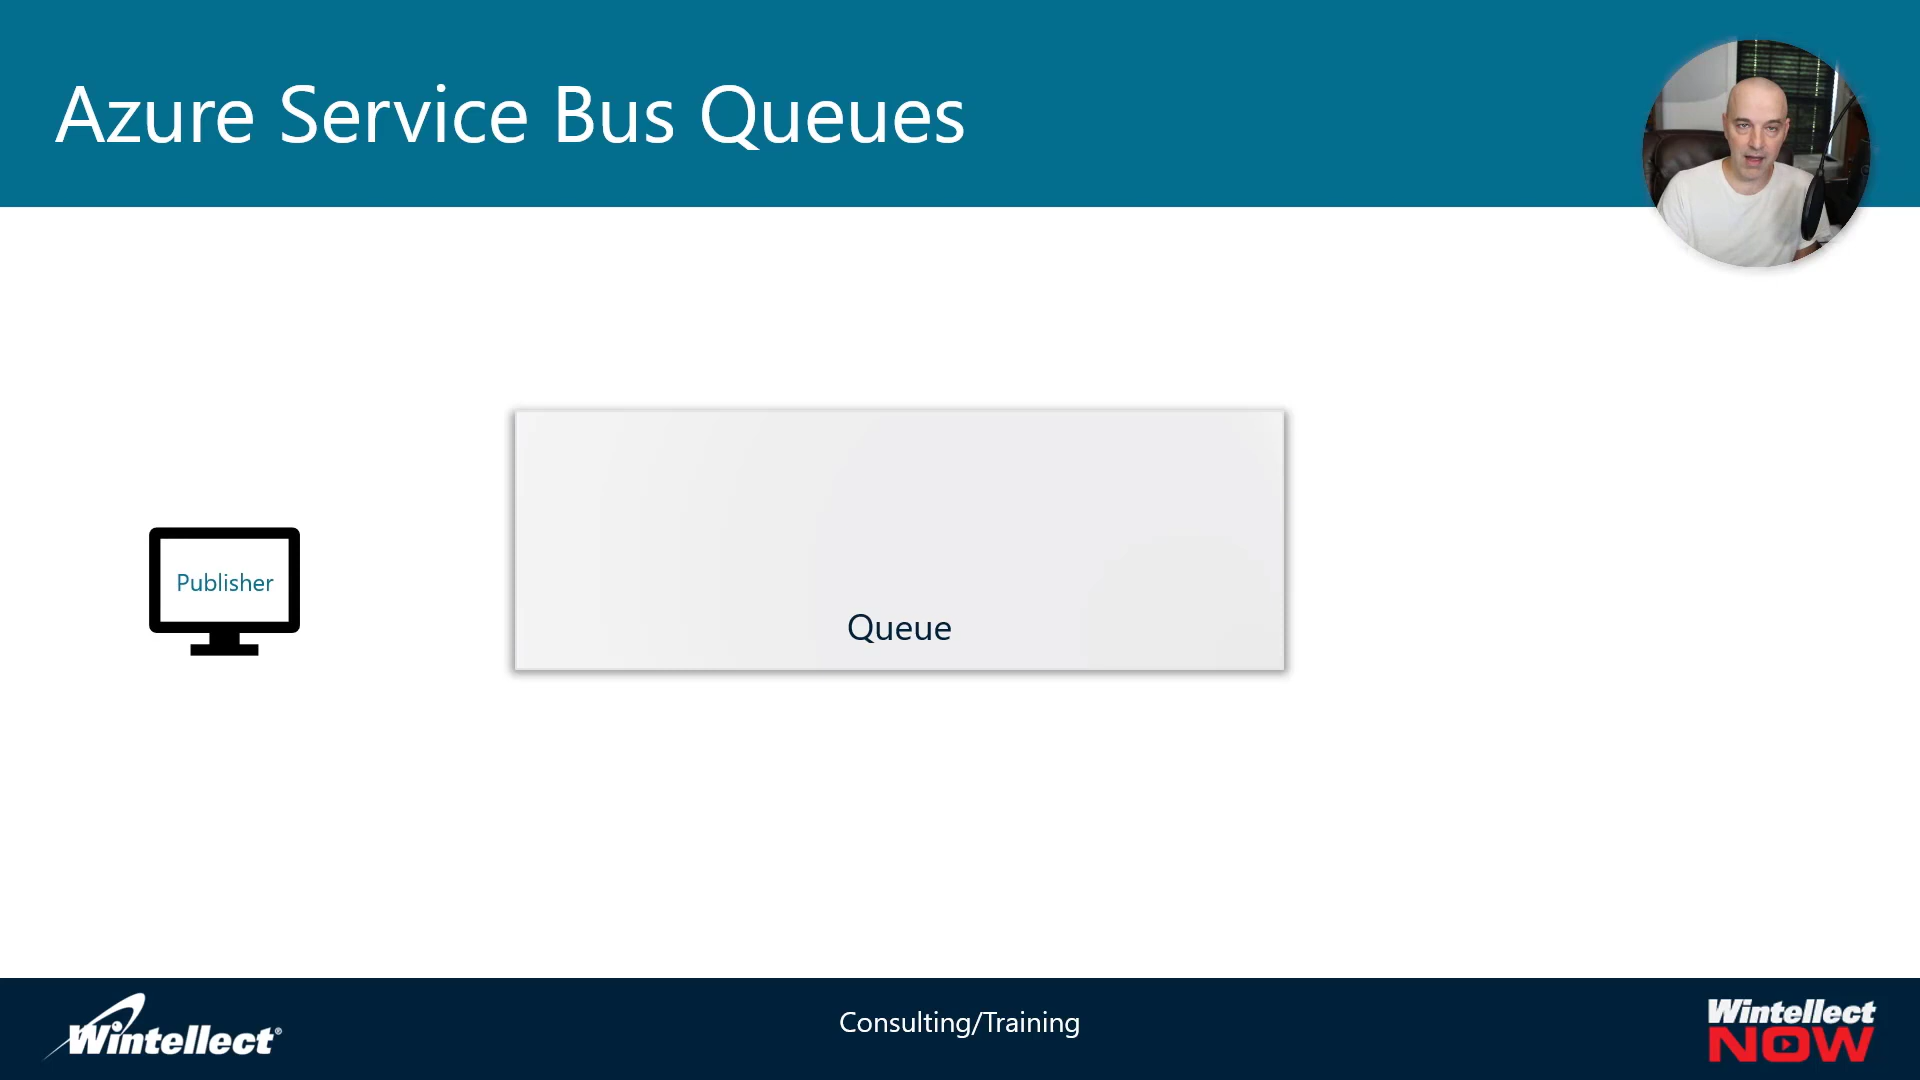 Azure Service Bus Queues
Publisher
Queue
Wintellect®
Consulting/Training
Wintellect
NOW